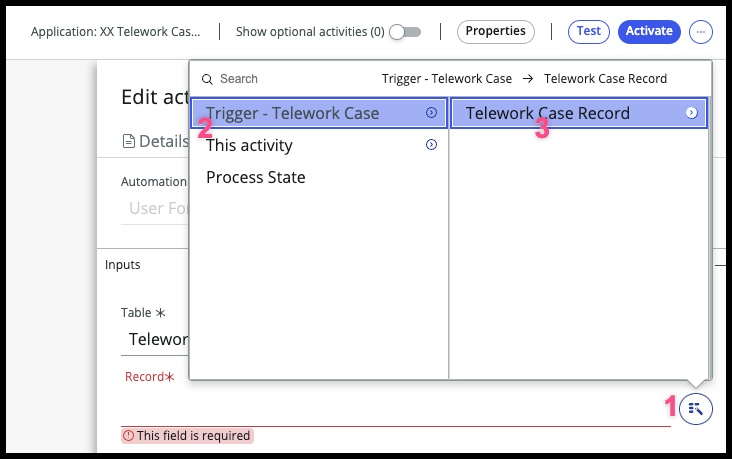 Application: XX Telework Cas... Show optional activities (0) Properties Test Activate ...
Search Trigger - Telework Case → Telework Case Record
Edit act
Trigger - Telework Case Telework Case Record
2 3
Details
This activity
Process State
Automation
User Fo
Inputs
Table *
Telewor
Record*
1
This field is required